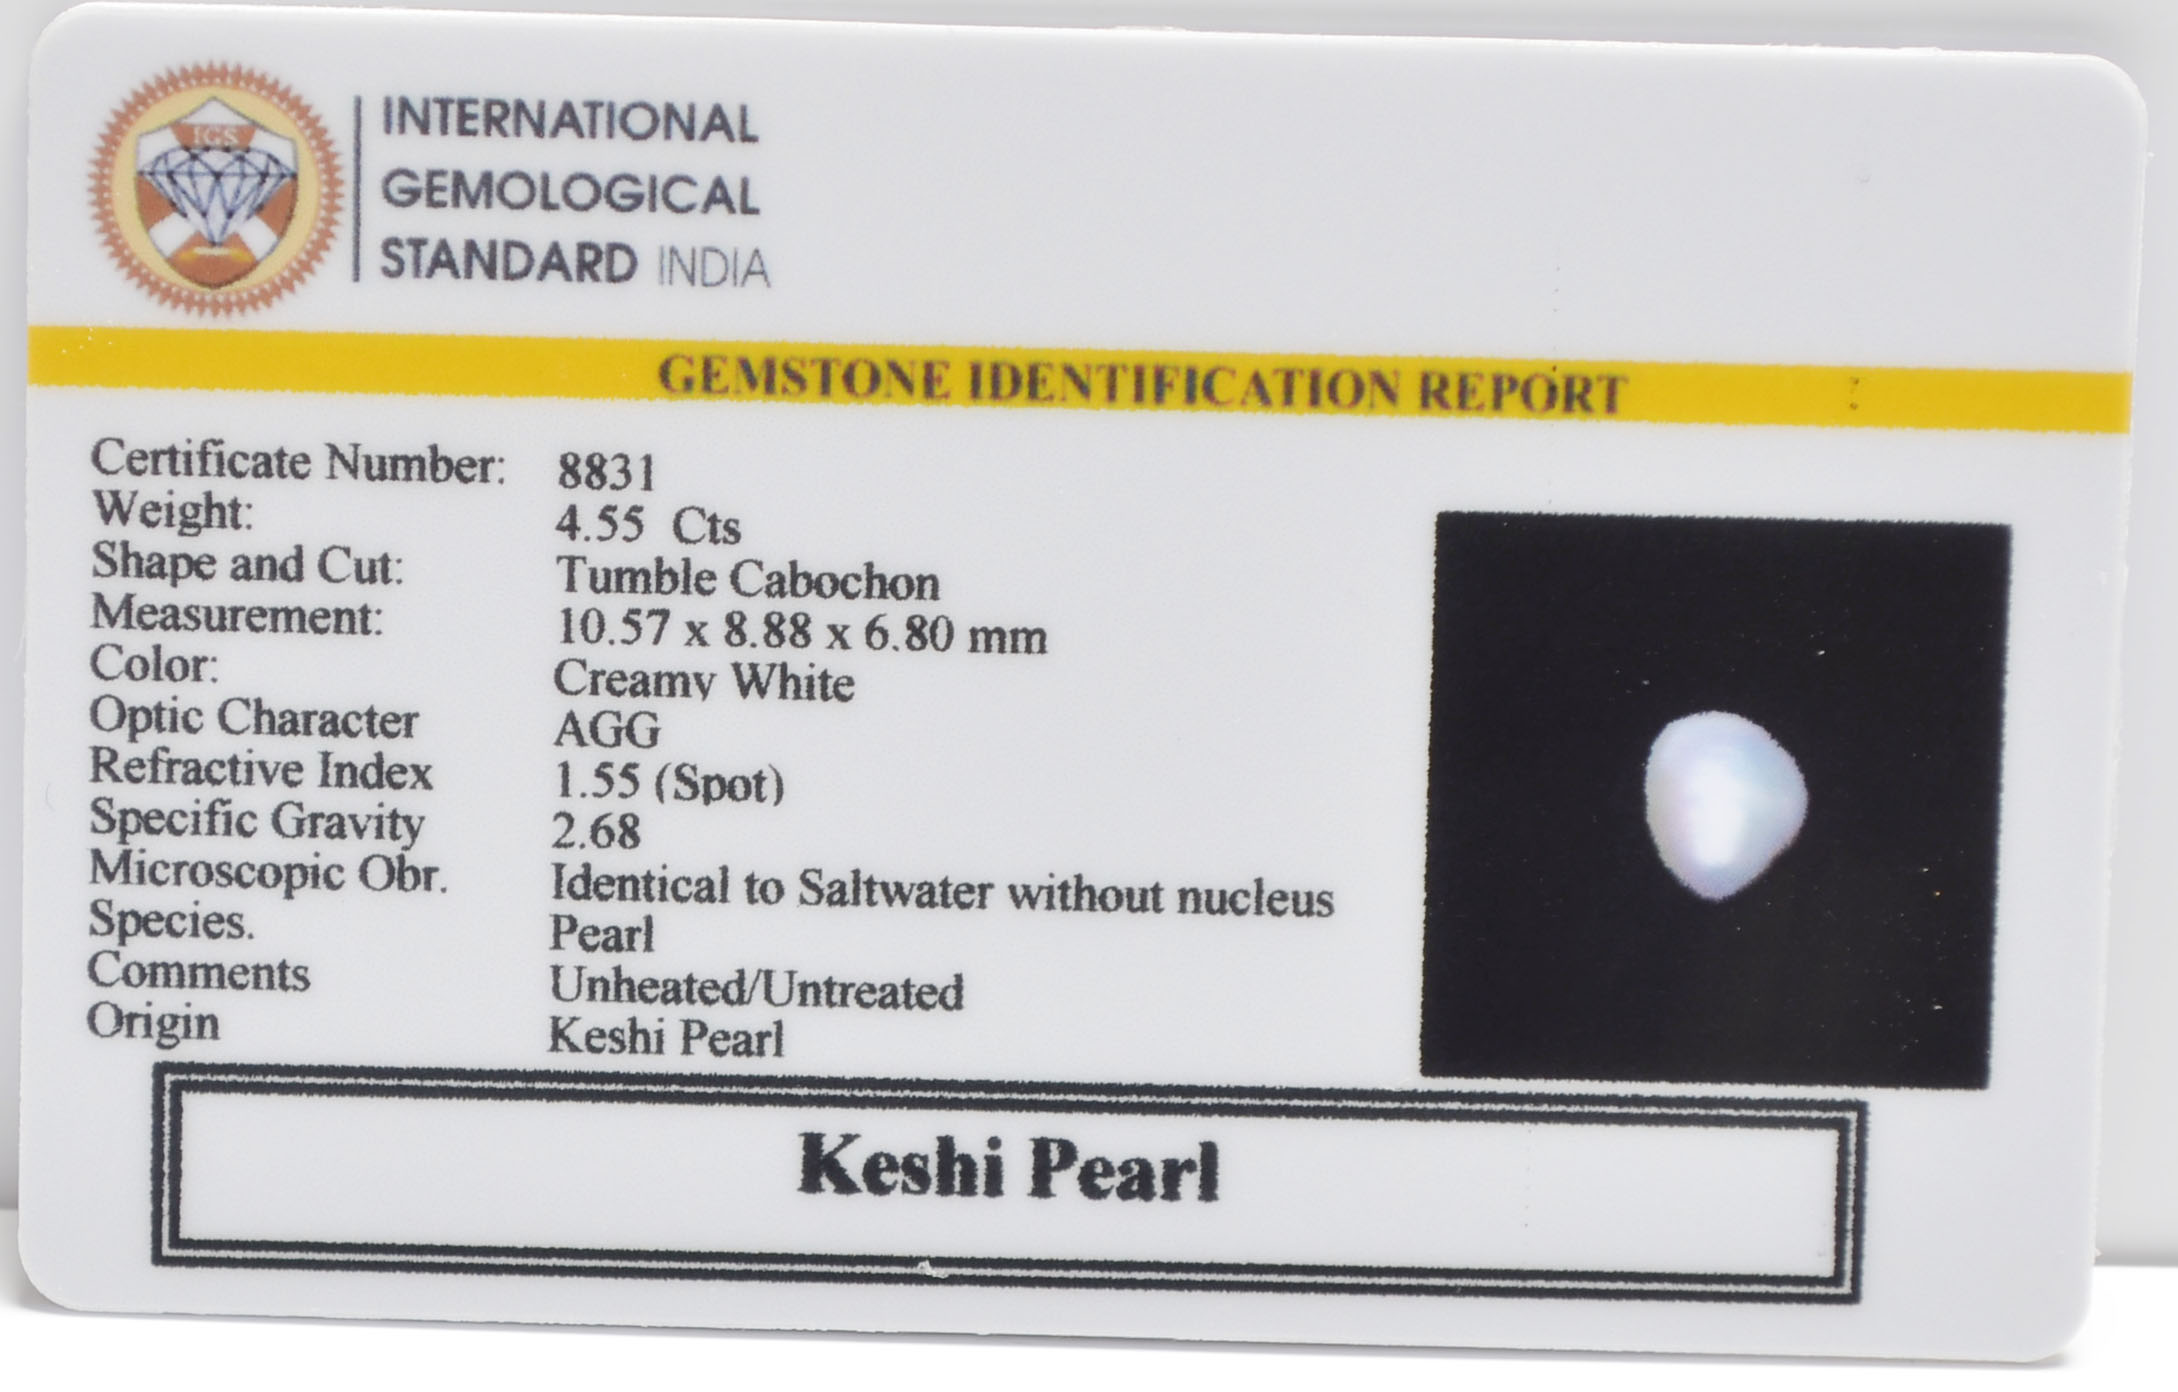 IGS
INTERNATIONAL
GEMOLOGICAL
STANDARD INDIA
GEMSTONE IDENTIFICATION REPORT
Certificate Number: 8831
Weight: 4.55 Cts
Shape and Cut: Tumble Cabochon
Measurement: 10.57 x 8.88 x 6.80 mm
Color: Creamy White
Optic Character AGG
Refractive Index 1.55 (Spot)
Specific Gravity 2.68
Microscopic Obr. Identical to Saltwater without nucleus
Species. Pearl
Comments Unheated/Untreated
Origin Keshi Pearl
Keshi Pearl